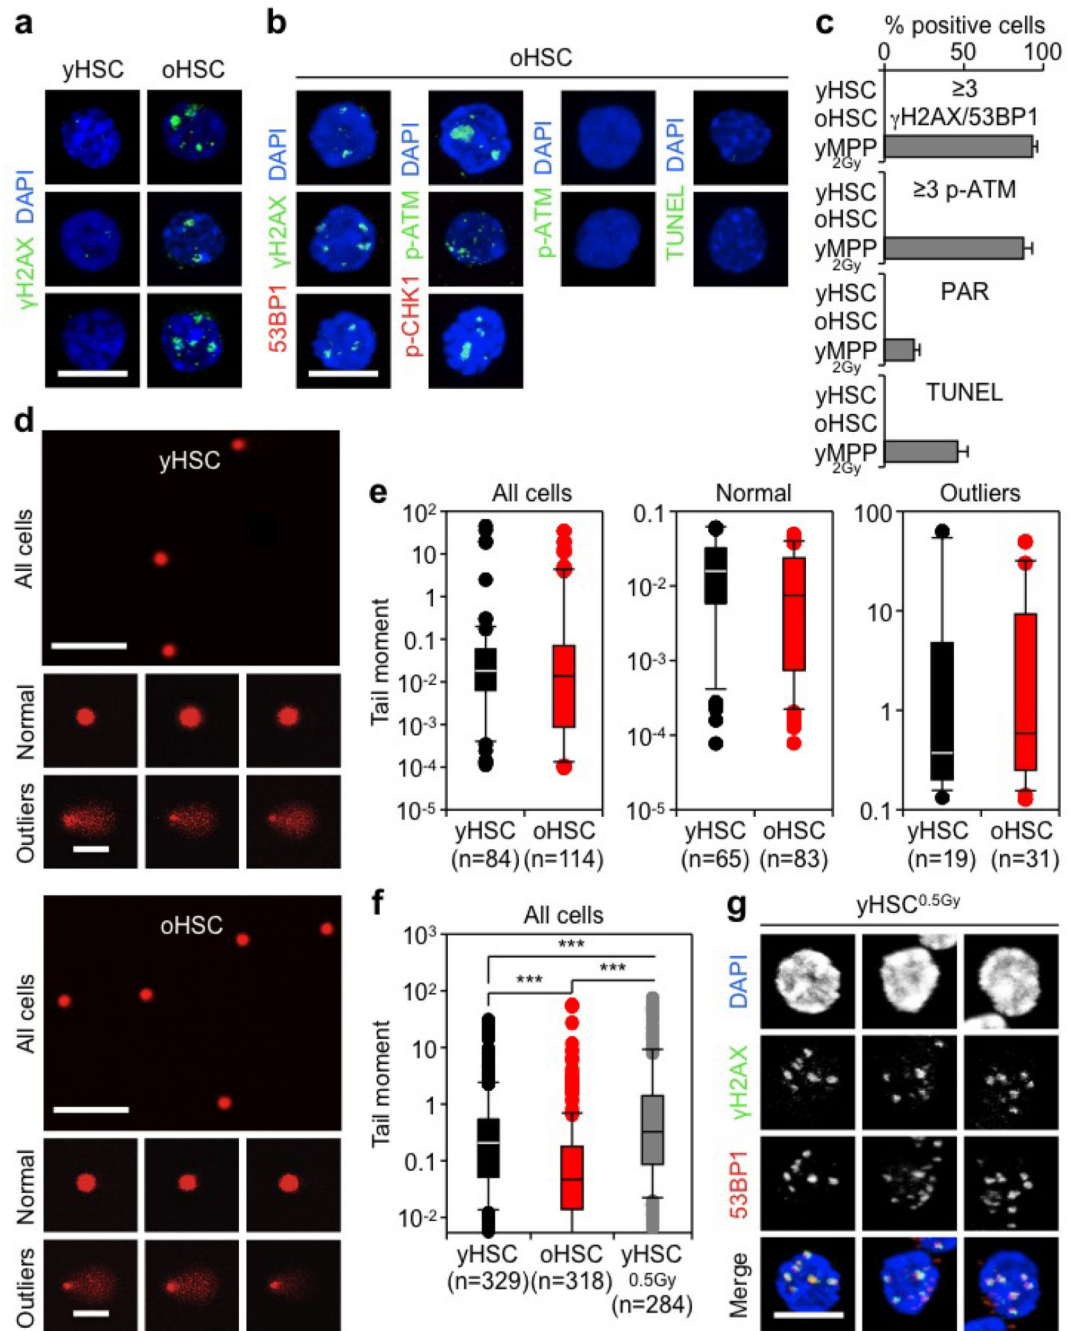 a
yHSC
oHSC
γH2AX DAPI
b
oHSC
53BP1 γH2AX DAPI
p-CHK1 p-ATM DAPI
p-ATM DAPI
TUNEL DAPI
c
% positive cells
0 50 100
yHSC
oHSC
yMPP
2Gy
≥3
γH2AX/53BP1
yHSC
oHSC
yMPP
2Gy
≥3 p-ATM
yHSC
oHSC
yMPP
2Gy
PAR
yHSC
oHSC
yMPP
2Gy
TUNEL
d
yHSC
All cells
Normal
Outliers
oHSC
All cells
Normal
Outliers
e
All cells
Tail moment
10²
10
1
0.1
10⁻²
10⁻³
10⁻⁴
10⁻⁵
yHSC oHSC
(n=84) (n=114)
Normal
0.1
10⁻²
10⁻³
10⁻⁴
10⁻⁵
yHSC oHSC
(n=65) (n=83)
Outliers
100
10
1
0.1
yHSC oHSC
(n=19) (n=31)
f
All cells
Tail moment
10³
10²
10
1
0.1
10⁻²
***
*** ***
yHSC oHSC yHSC
0.5Gy
(n=329) (n=318) (n=284)
g
yHSC⁰·⁵ᴳʸ
DAPI
γH2AX
53BP1
Merge